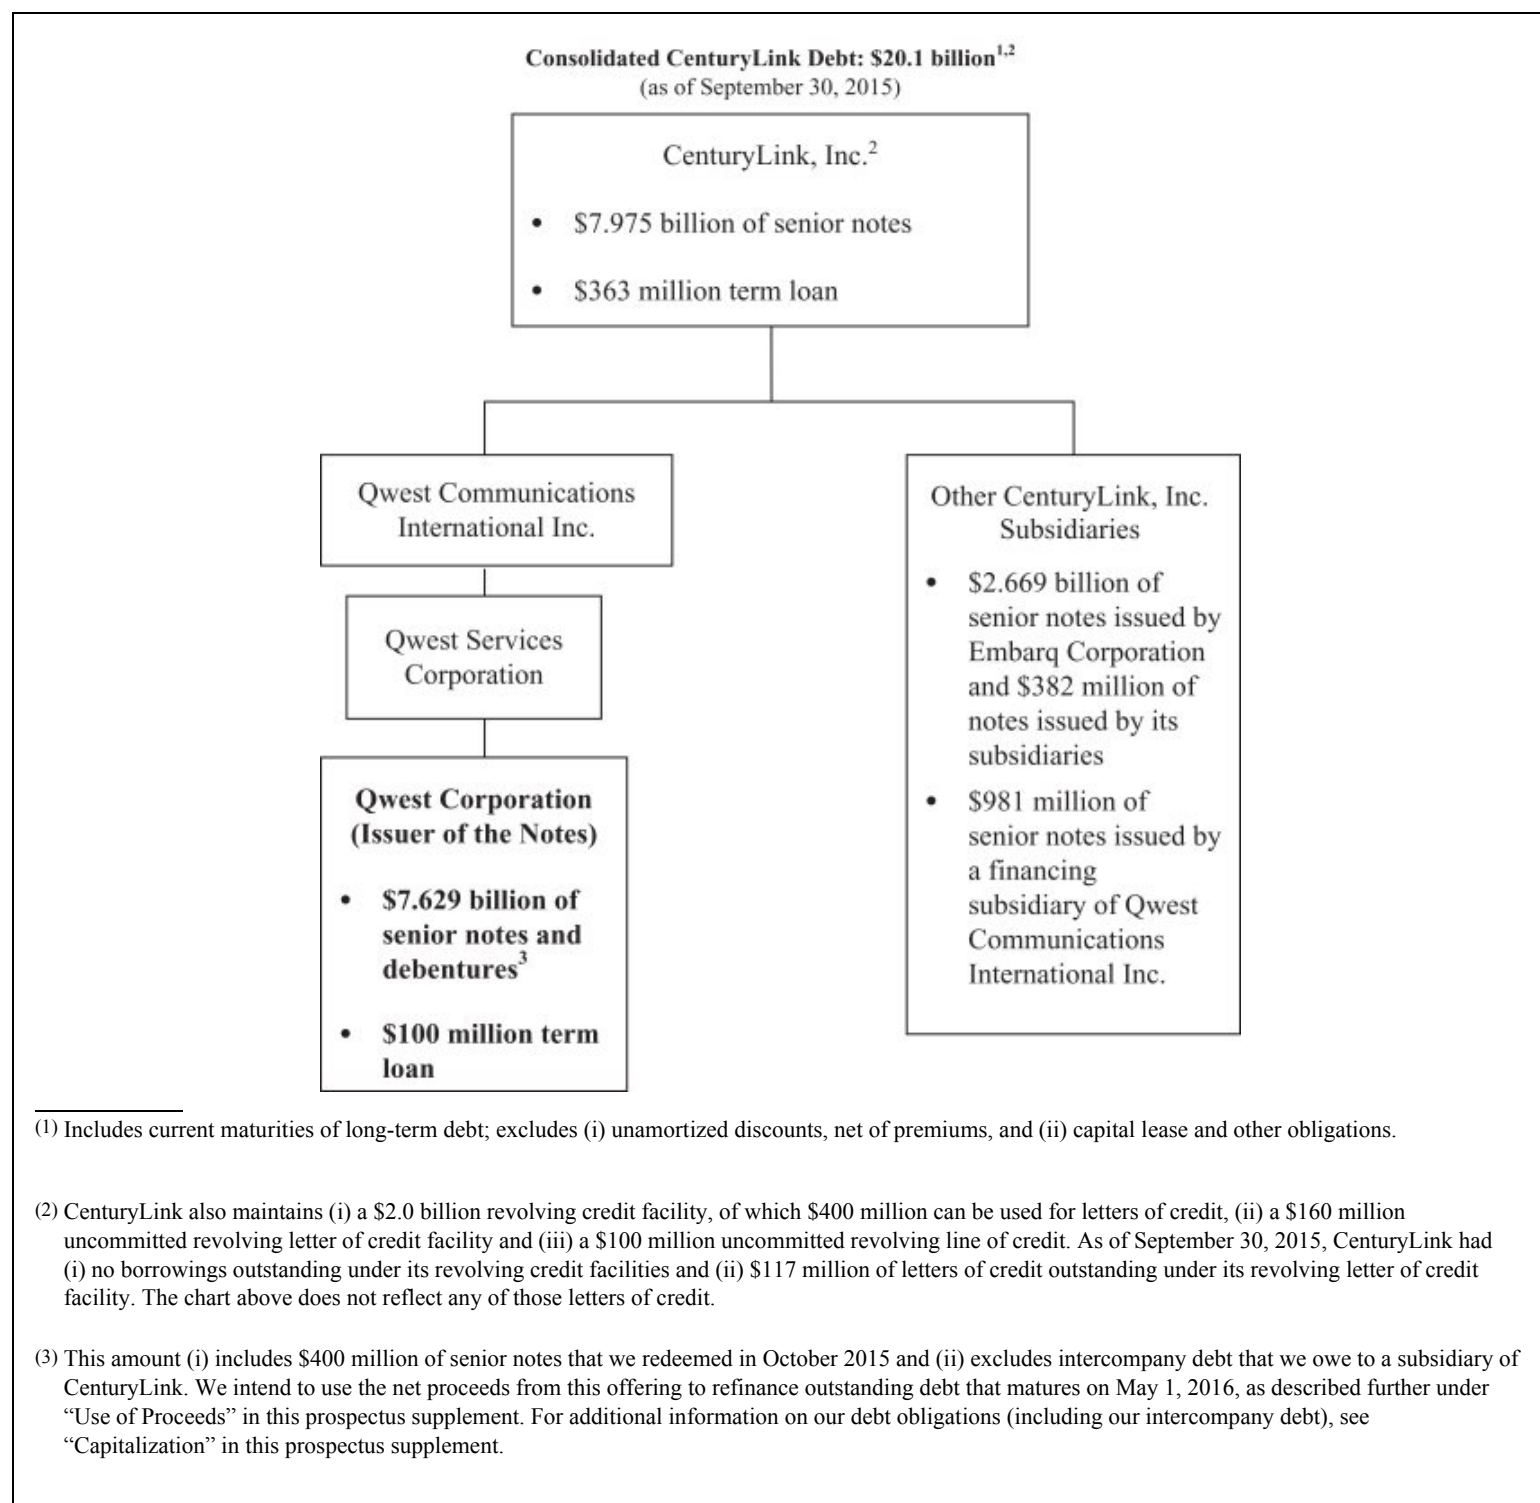 Consolidated CenturyLink Debt: $20.1 billion1,2
(as of September 30, 2015)
CenturyLink, Inc.2
• $7.975 billion of senior notes
• $363 million term loan
Qwest Communications
International Inc.
Qwest Services
Corporation
Qwest Corporation
(Issuer of the Notes)
• $7.629 billion of
senior notes and
debentures3
• $100 million term
loan
Other CenturyLink, Inc.
Subsidiaries
• $2.669 billion of
senior notes issued by
Embarq Corporation
and $382 million of
notes issued by its
subsidiaries
• $981 million of
senior notes issued by
a financing
subsidiary of Qwest
Communications
International Inc.
(1) Includes current maturities of long-term debt; excludes (i) unamortized discounts, net of premiums, and (ii) capital lease and other obligations.
(2) CenturyLink also maintains (i) a $2.0 billion revolving credit facility, of which $400 million can be used for letters of credit, (ii) a $160 million
uncommitted revolving letter of credit facility and (iii) a $100 million uncommitted revolving line of credit. As of September 30, 2015, CenturyLink had
(i) no borrowings outstanding under its revolving credit facilities and (ii) $117 million of letters of credit outstanding under its revolving letter of credit
facility. The chart above does not reflect any of those letters of credit.
(3) This amount (i) includes $400 million of senior notes that we redeemed in October 2015 and (ii) excludes intercompany debt that we owe to a subsidiary of
CenturyLink. We intend to use the net proceeds from this offering to refinance outstanding debt that matures on May 1, 2016, as described further under
“Use of Proceeds” in this prospectus supplement. For additional information on our debt obligations (including our intercompany debt), see
“Capitalization” in this prospectus supplement.